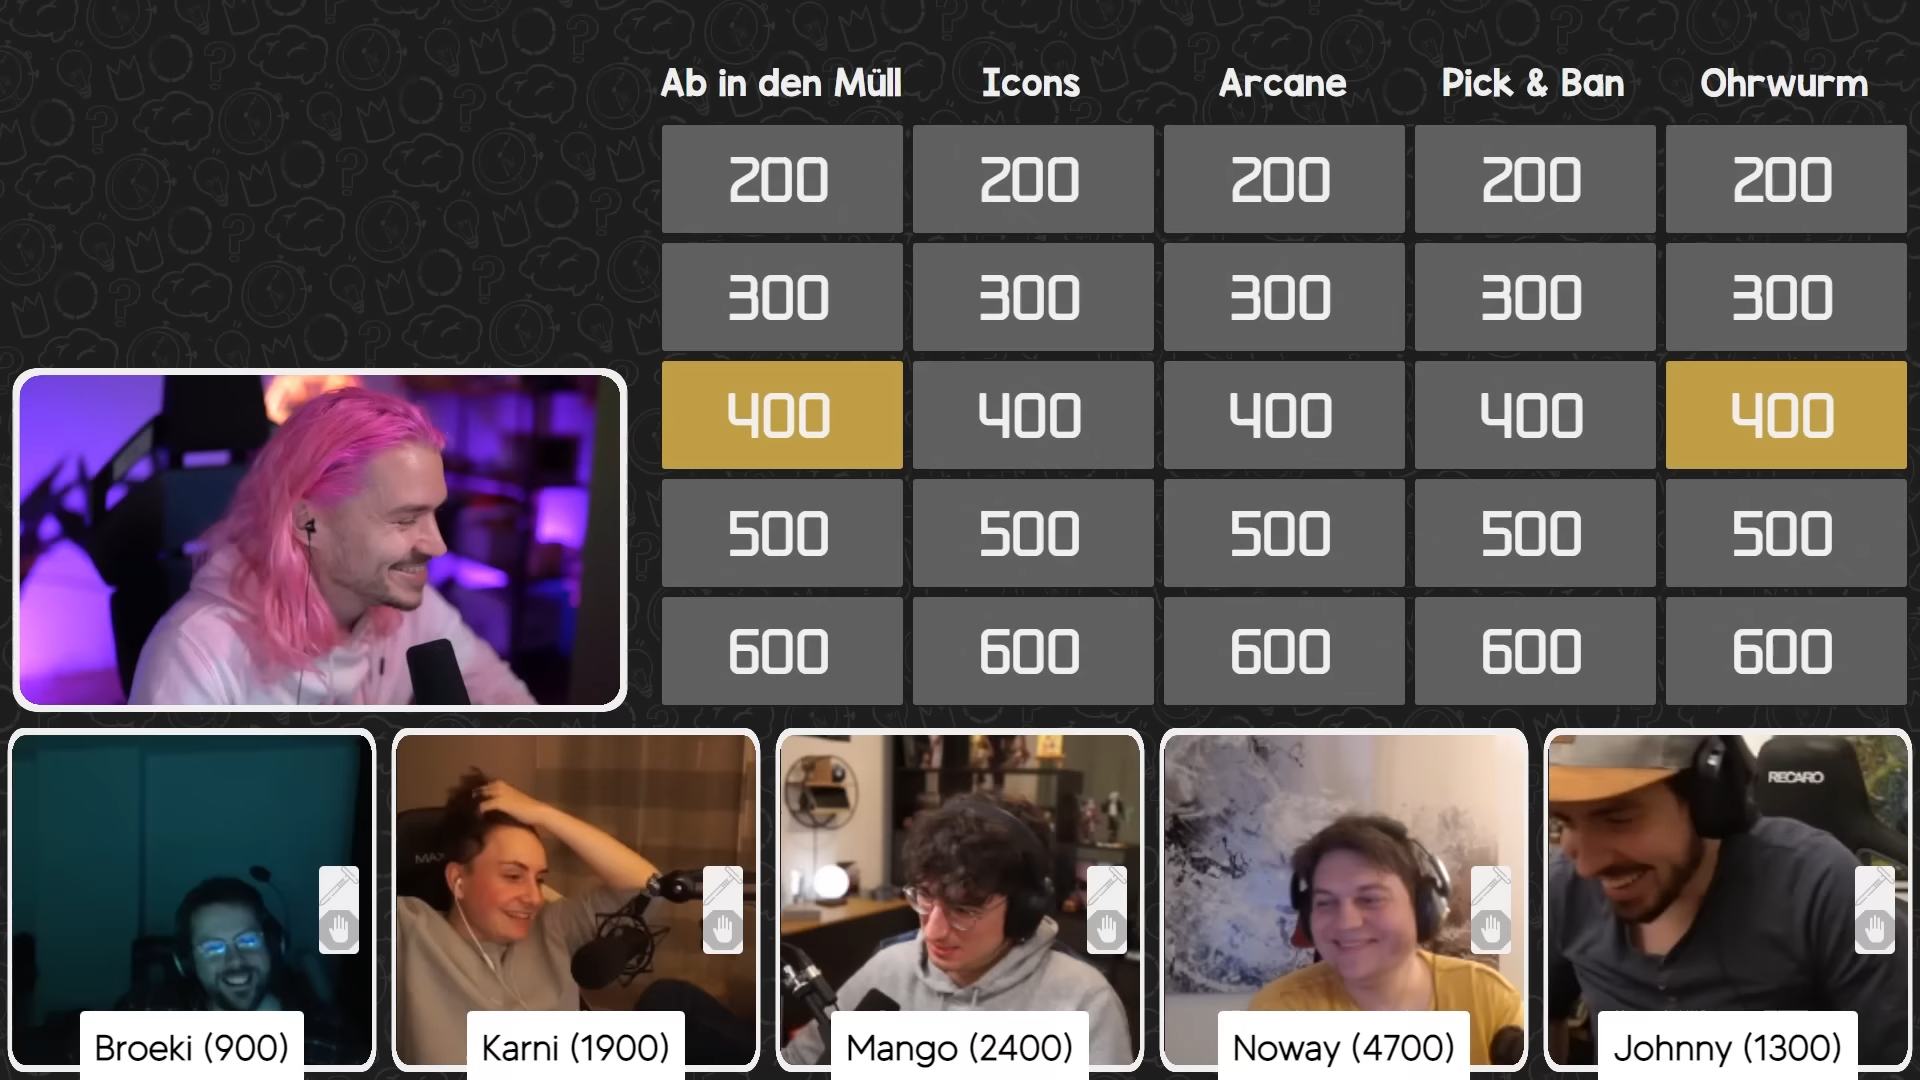 Ab in den Müll Icons Arcane Pick & Ban Ohrwurm
200 200 200 200 200
300 300 300 300 300
400 400 400 400 400
500 500 500 500 500
600 600 600 600 600
RECARO
MAX
Broeki (900) Karni (1900) Mango (2400) Noway (4700) Johnny (1300)